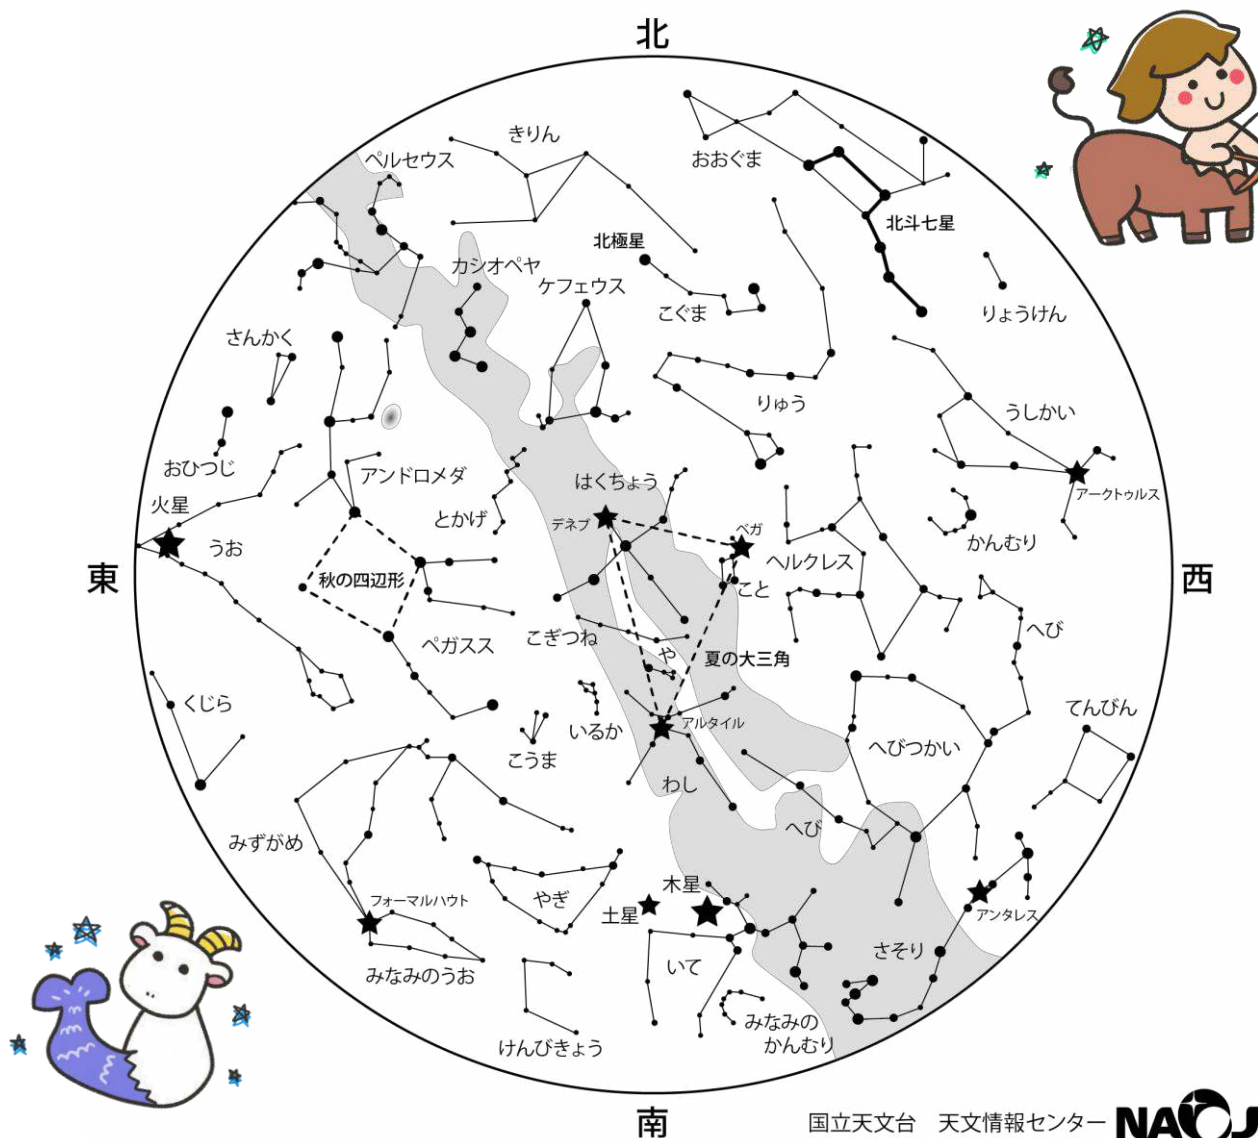 北
きりん
ペルセウス
おおぐま
北斗七星
北極星
カシオペヤ
ケフェウス
こぐま
りょうけん
さんかく
りゅう
うしかい
おひつじ
アンドロメダ
はくちょう
アークトゥルス
火星
とかげ
デネブ
ベガ
かんむり
うお
ヘルクレス
東
秋の四辺形
こと
西
こぎつね
へび
ペガスス
や
夏の大三角
くじら
てんびん
いるか
アルタイル
こうま
へびつかい
わし
みずがめ
へび
木星
フォーマルハウト
やぎ
土星
アンタレス
みなみのうお
いて
さそり
けんびきょう
みなみの
かんむり
南
国立天文台 天文情報センター NAOJ